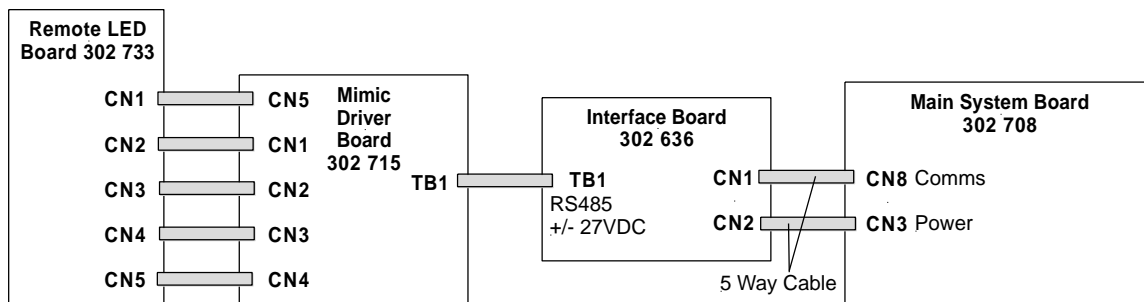 Remote LED
Board 302 733
CN1
CN2
CN3
CN4
CN5
CN5
CN1
CN2
CN3
CN4
Mimic
Driver
Board
302 715
TB1
Interface Board
302 636
TB1
RS485
+/- 27VDC
CN1
CN2
Main System Board
302 708
CN8 Comms
CN3 Power
5 Way Cable